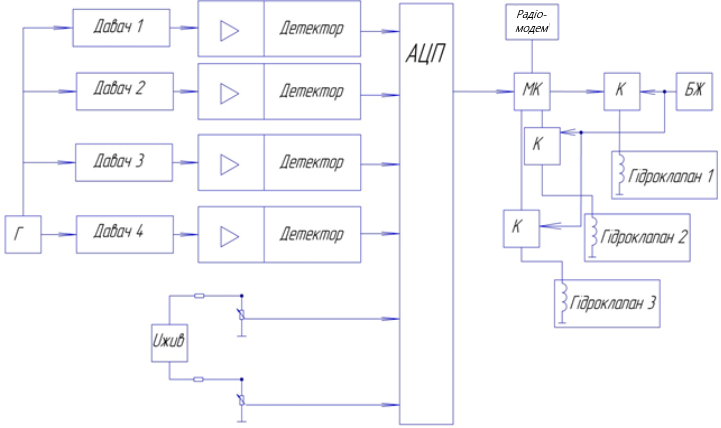 Давач 1
Детектор
Давач 2
Детектор
Давач 3
Детектор
Давач 4
Детектор
Г
Uжив
АЦП
Радіо-
модем
МК
К
БЖ
К
К
Гідроклапан 1
Гідроклапан 2
Гідроклапан 3